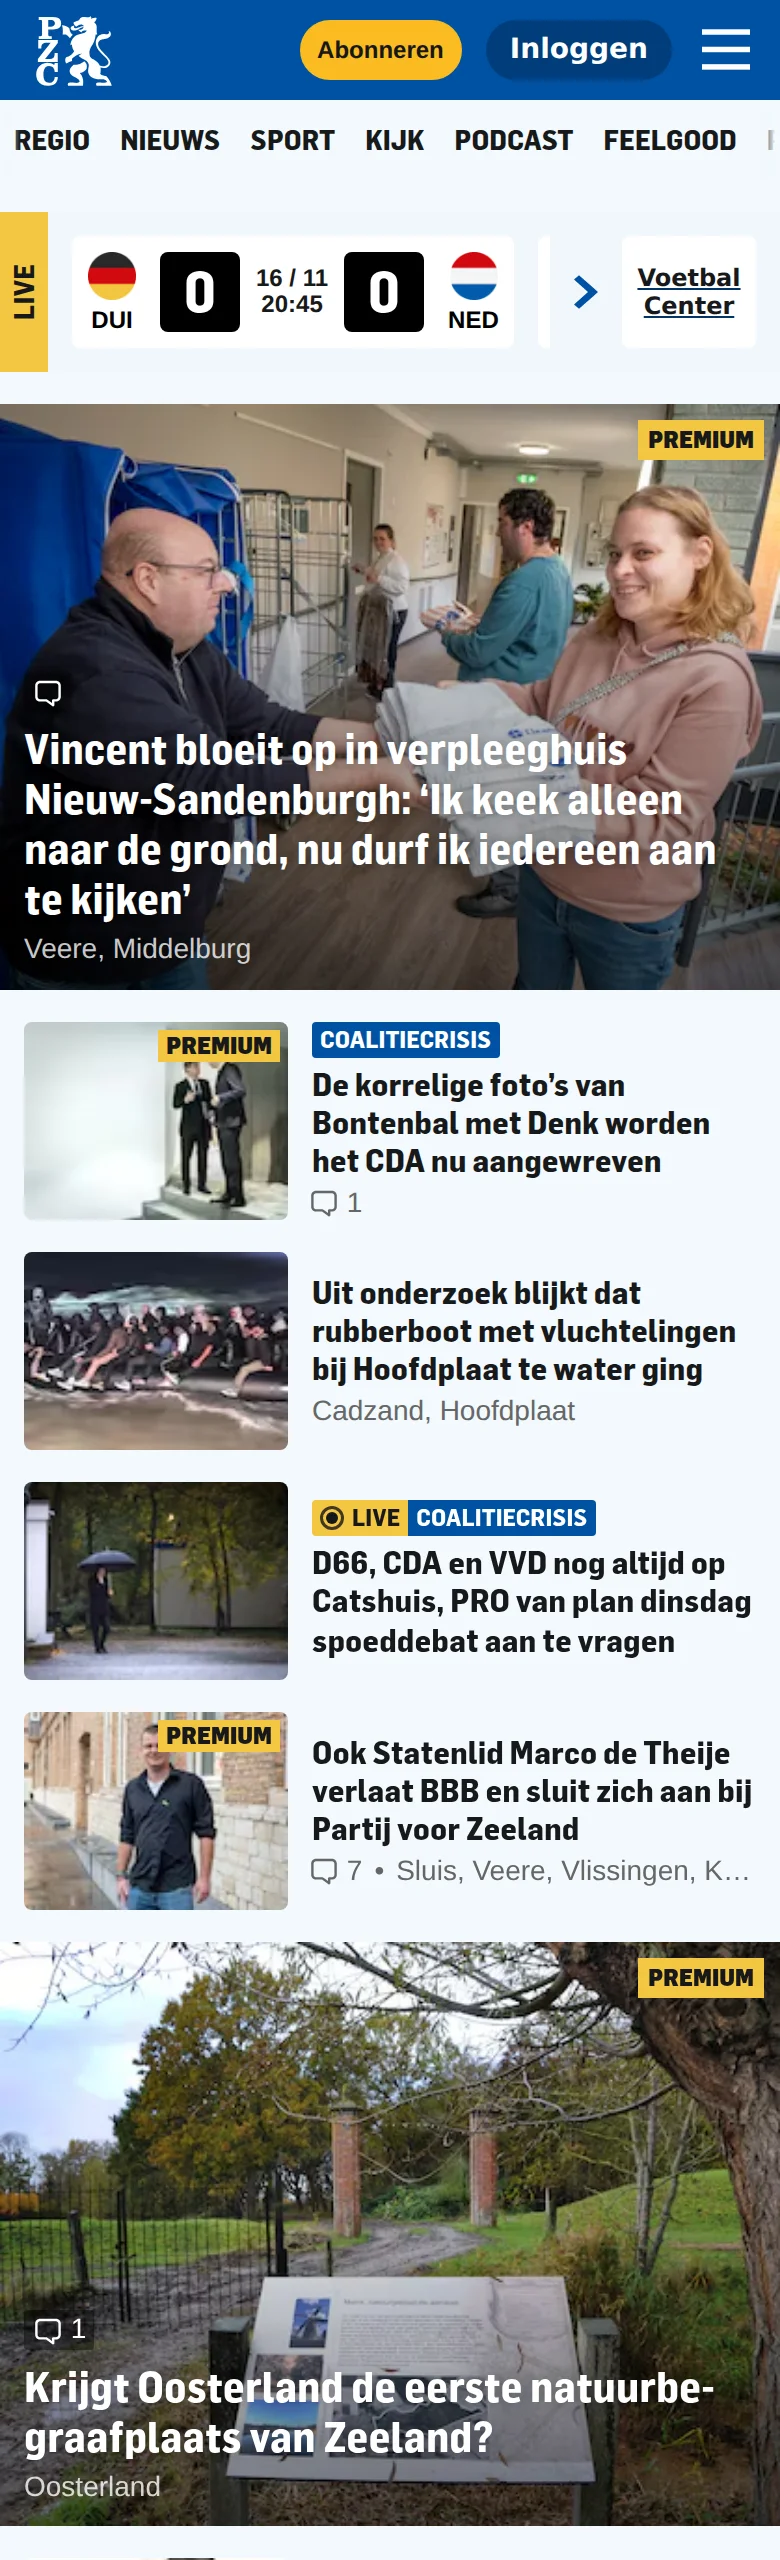 PZC
Abonneren
Inloggen
REGIO NIEUWS SPORT KIJK PODCAST FEELGOOD
LIVE
DUI
0
16 / 11
20:45
0
NED
Voetbal
Center
PREMIUM
Vincent bloeit op in verpleeghuis
Nieuw-Sandenburgh: ‘Ik keek alleen
naar de grond, nu durf ik iedereen aan
te kijken’
Veere, Middelburg
PREMIUM
COALITIECRISIS
De korrelige foto’s van
Bontenbal met Denk worden
het CDA nu aangewreven
1
Uit onderzoek blijkt dat
rubberboot met vluchtelingen
bij Hoofdplaat te water ging
Cadzand, Hoofdplaat
LIVE COALITIECRISIS
D66, CDA en VVD nog altijd op
Catshuis, PRO van plan dinsdag
spoeddebat aan te vragen
PREMIUM
Ook Statenlid Marco de Theije
verlaat BBB en sluit zich aan bij
Partij voor Zeeland
7 • Sluis, Veere, Vlissingen, K...
PREMIUM
1
Krijgt Oosterland de eerste natuurbe-
graafplaats van Zeeland?
Oosterland